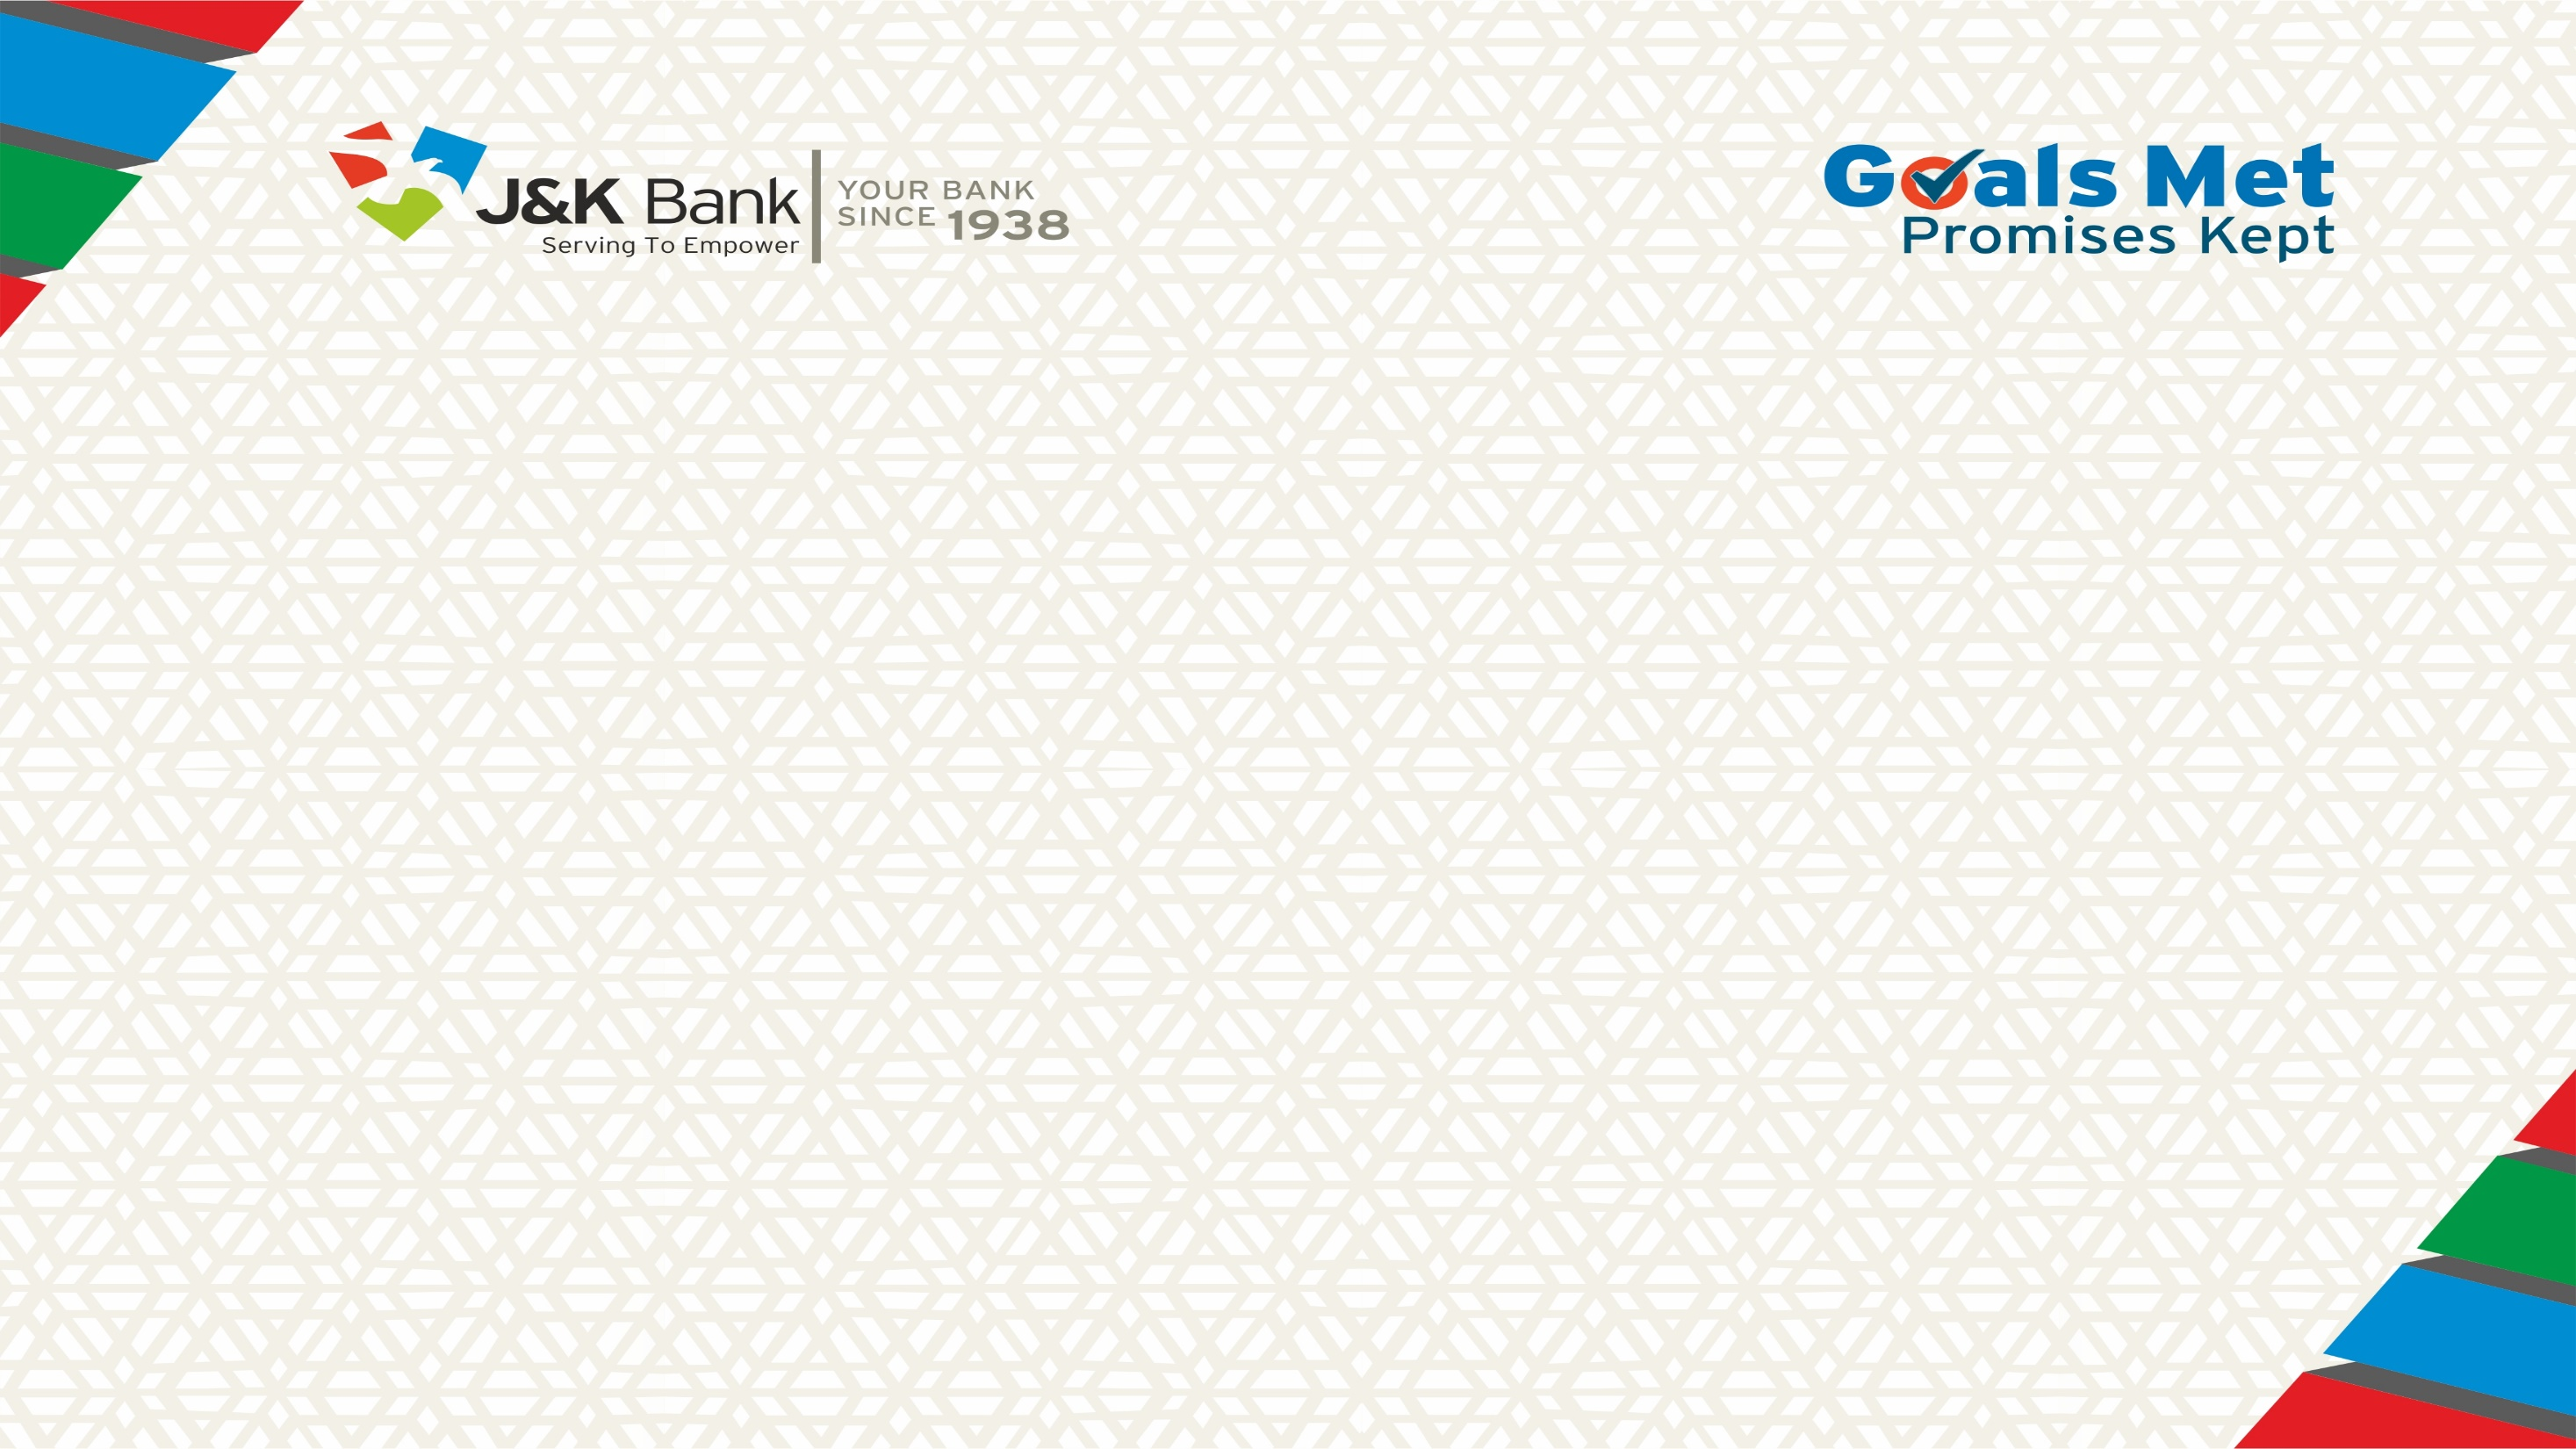 J&K Bank
Serving To Empower
YOUR BANK
SINCE 1938
Goals Met
Promises Kept